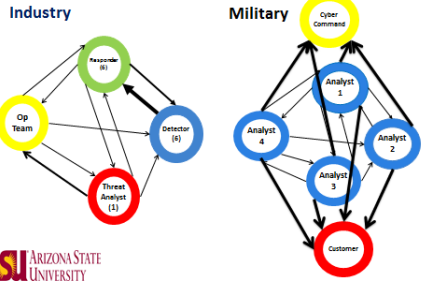 Industry
Military
Cyber
Command
Responder
(6)
Op
Team
Detector
(6)
Threat
Analyst
(1)
Analyst
1
Analyst
4
Analyst
2
Analyst
3
Customer
ARIZONA STATE
UNIVERSITY